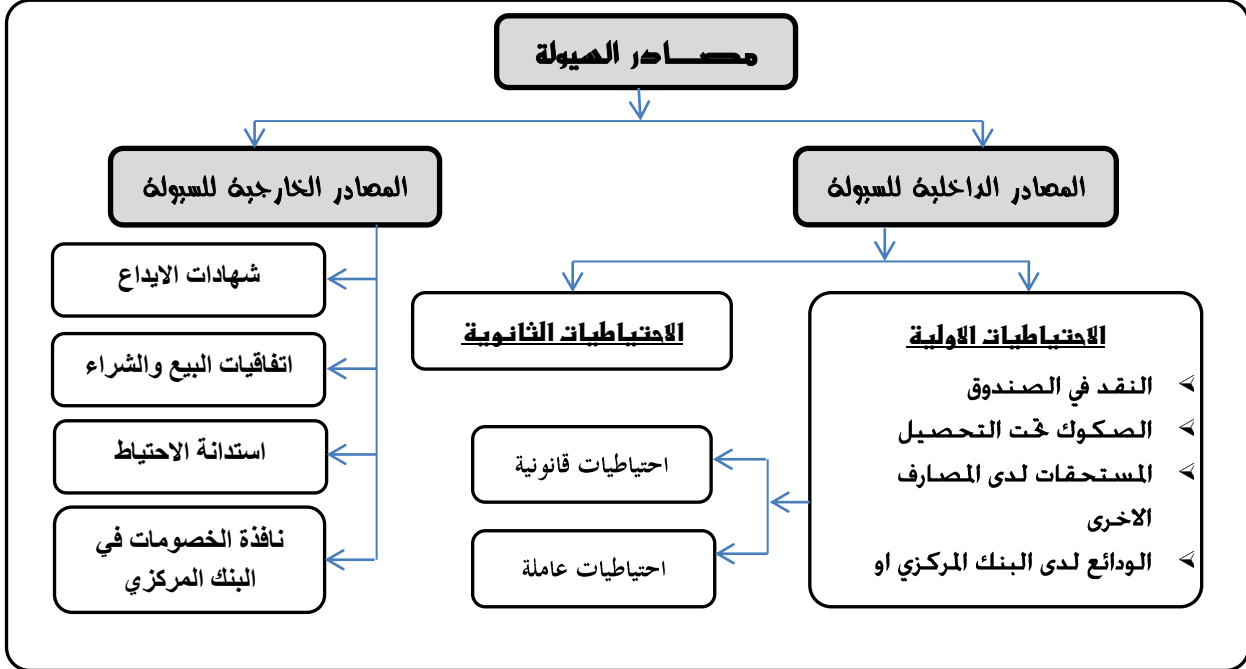 مصــــادر السيولة
المصادر الداخلية للسيولة
المصادر الخارجية للسيولة
الاحتياطيات الاولية
النقد في الصندوق
الصكوك تحت التحصيل
المستحقات لدى المصارف
الاخرى
الودائع لدى البنك المركزي او
الاحتياطيات الثانوية
احتياطيات قانونية
احتياطيات عاملة
شهادات الايداع
اتفاقيات البيع والشراء
استدانة الاحتياط
نافذة الخصومات في
البنك المركزي